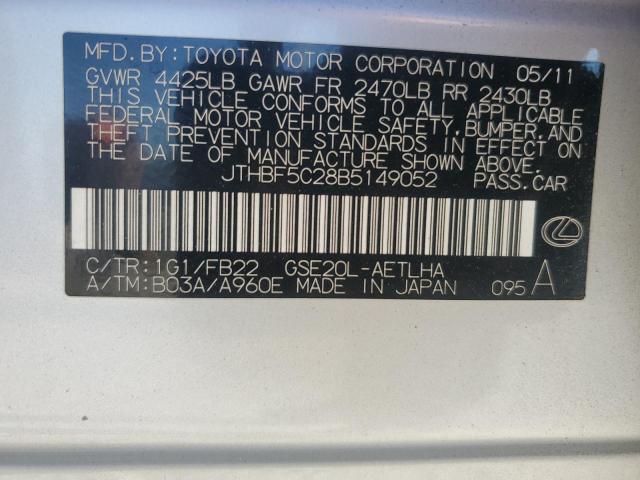 MFD. BY: TOYOTA MOTOR CORPORATION 05/11
GVWR 4425LB GAWR FR 2470LB RR 2430LB
THIS VEHICLE CONFORMS TO ALL APPLICABLE
FEDERAL MOTOR VEHICLE SAFETY, BUMPER, AND
THEFT PREVENTION STANDARDS IN EFFECT ON
THE DATE OF MANUFACTURE SHOWN ABOVE.
JTHBF5C28B5149052 PASS. CAR
C/TR: 1G1/FB22 GSE20L-AETLHA
A/TM: B03A/A960E MADE IN JAPAN 095 A